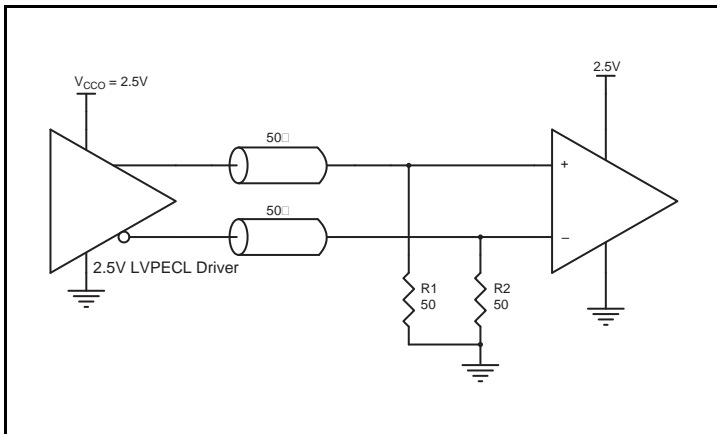 V_CCO = 2.5V
2.5V
50□
+
50□
–
2.5V LVPECL Driver
R1
50
R2
50